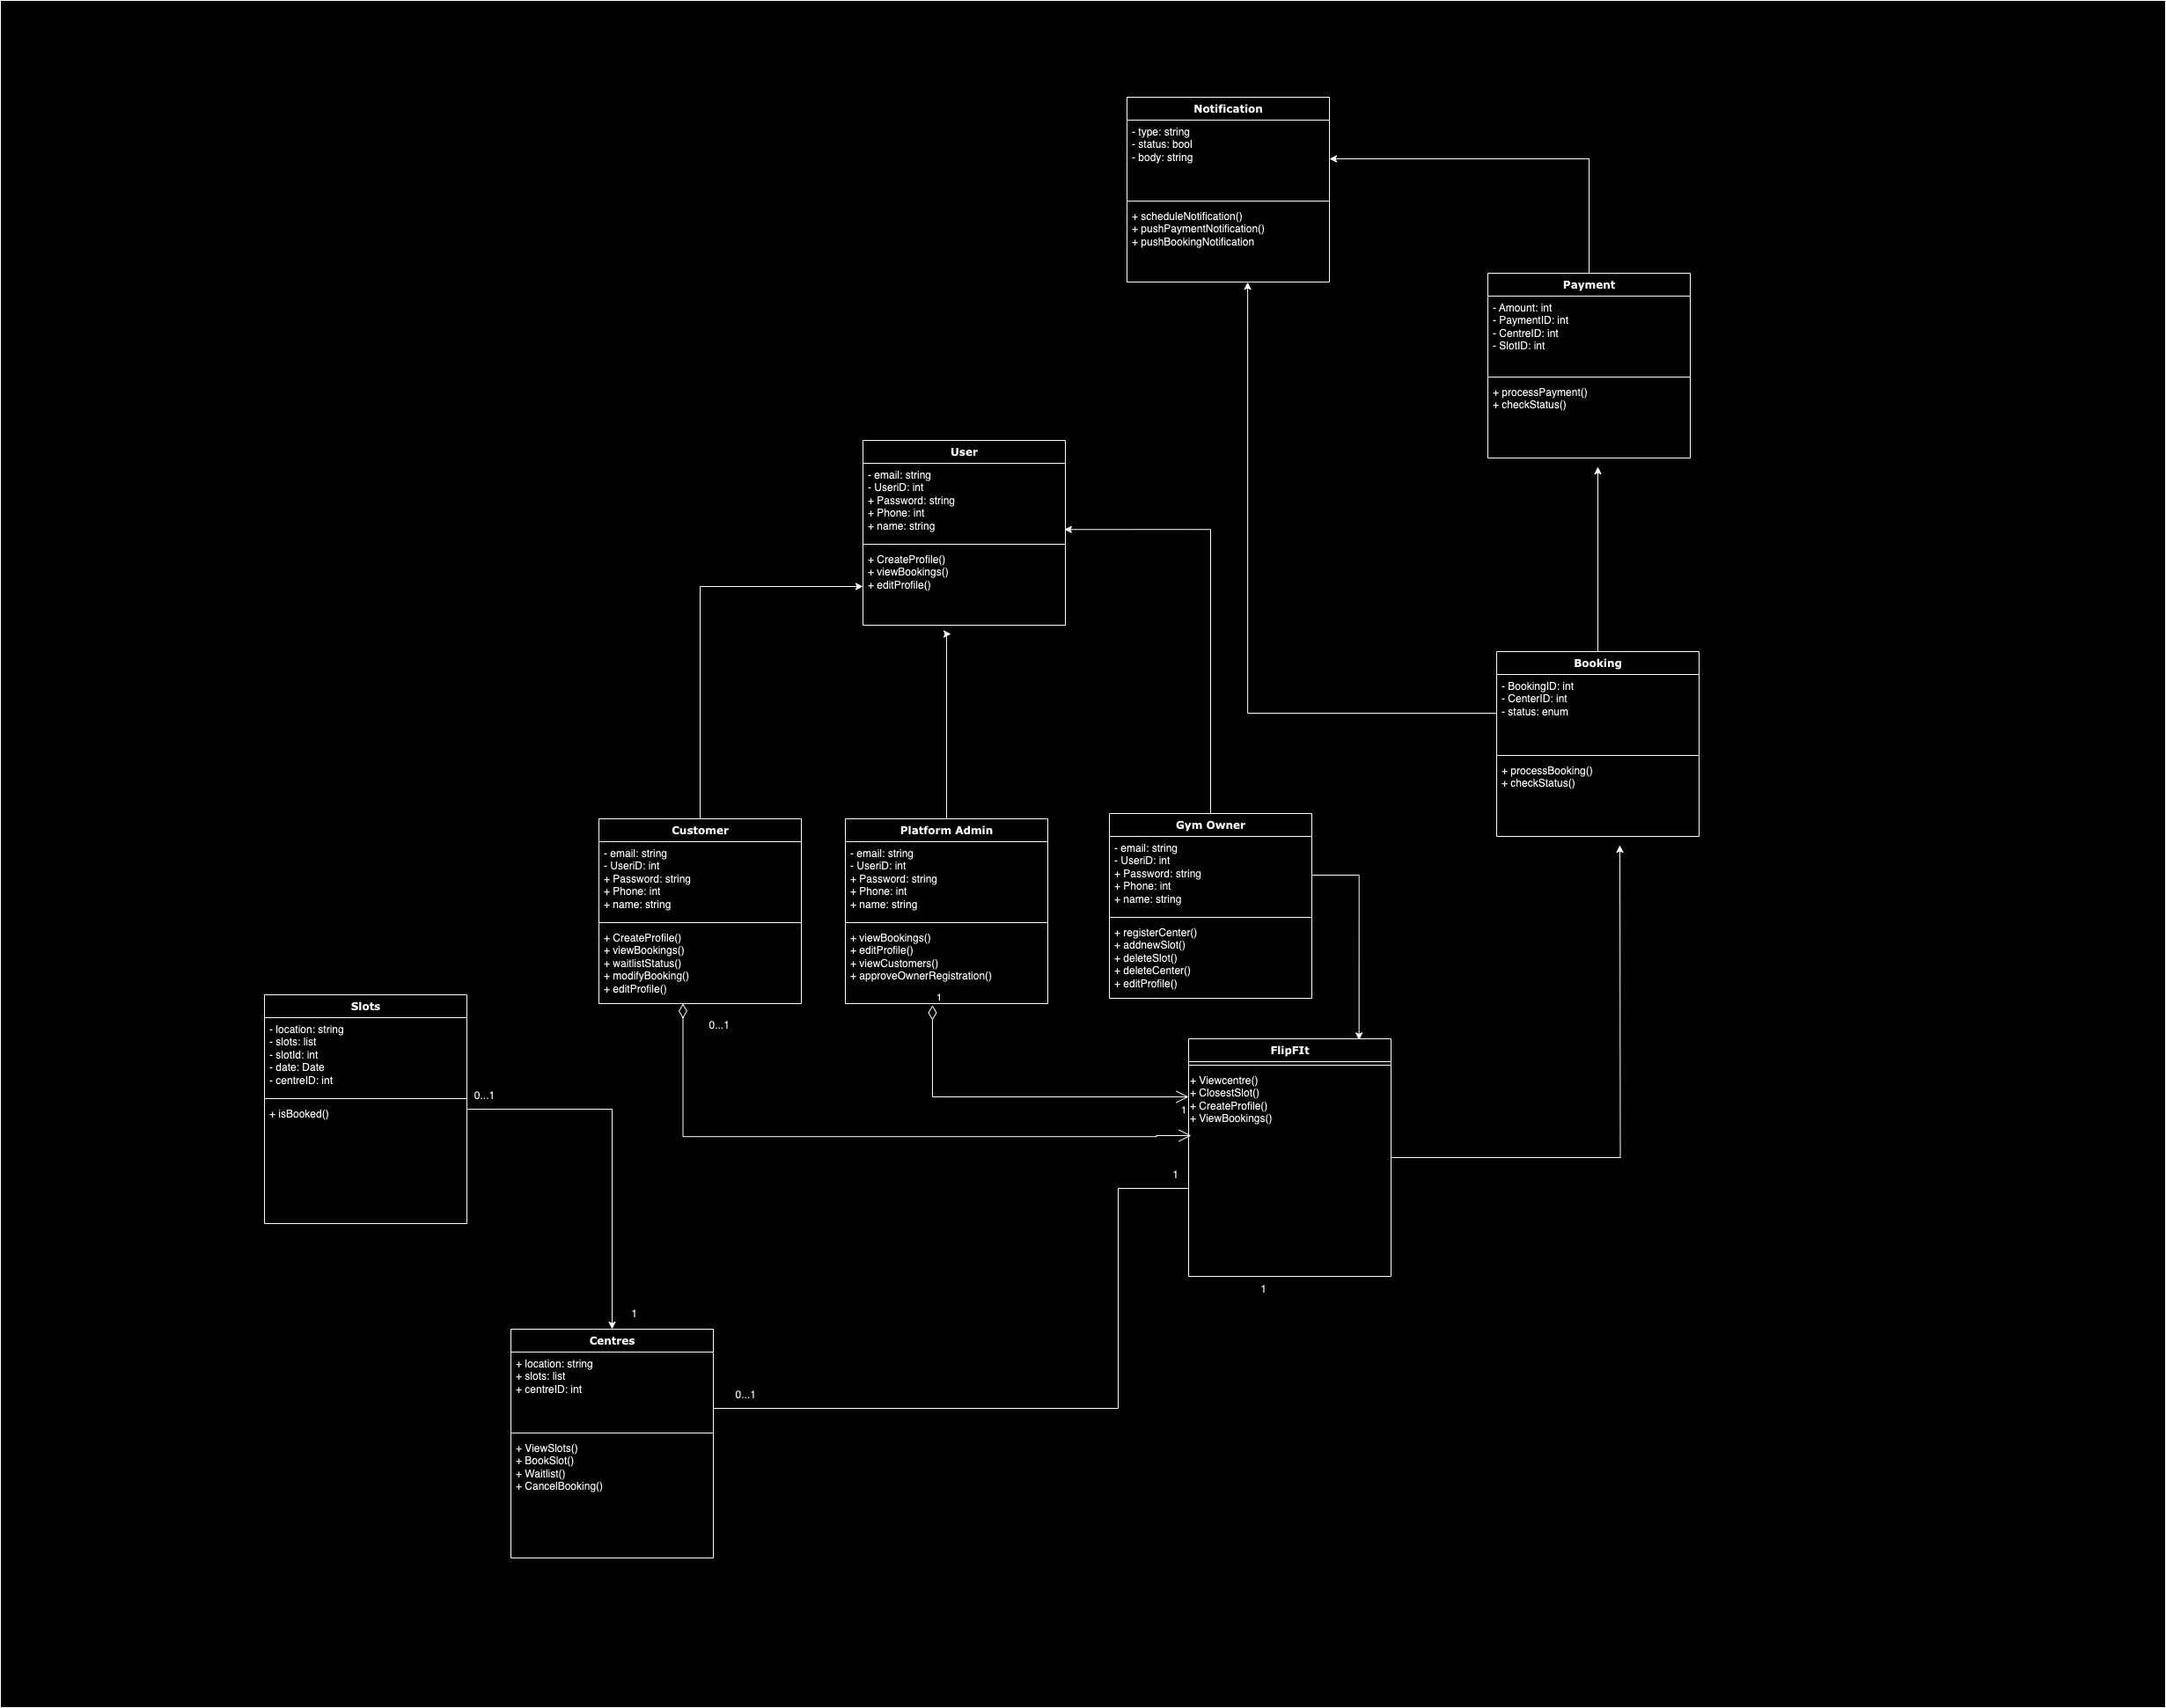 Notification
- type: string
- status: bool
- body: string
+ scheduleNotification()
+ pushPaymentNotification()
+ pushBookingNotification
Payment
- Amount: int
- PaymentID: int
- CentreID: int
- SlotID: int
+ processPayment()
+ checkStatus()
User
- email: string
- UseriD: int
+ Password: string
+ Phone: int
+ name: string
+ CreateProfile()
+ viewBookings()
+ editProfile()
Booking
- BookingID: int
- CenterID: int
- status: enum
+ processBooking()
+ checkStatus()
Customer
- email: string
- UseriD: int
+ Password: string
+ Phone: int
+ name: string
+ CreateProfile()
+ viewBookings()
+ waitlistStatus()
+ modifyBooking()
+ editProfile()
0...1
Platform Admin
- email: string
- UseriD: int
+ Password: string
+ Phone: int
+ name: string
+ viewBookings()
+ editProfile()
+ viewCustomers()
+ approveOwnerRegistration()
1
Gym Owner
- email: string
- UseriD: int
+ Password: string
+ Phone: int
+ name: string
+ registerCenter()
+ addnewSlot()
+ deleteSlot()
+ deleteCenter()
+ editProfile()
Slots
- location: string
- slots: list
- slotId: int
- date: Date
- centreID: int
+ isBooked()
0...1
FlipFIt
+ Viewcentre()
+ ClosestSlot()
+ CreateProfile()
+ ViewBookings()
1
1
1
1
Centres
+ location: string
+ slots: list
+ centreID: int
+ ViewSlots()
+ BookSlot()
+ Waitlist()
+ CancelBooking()
0...1